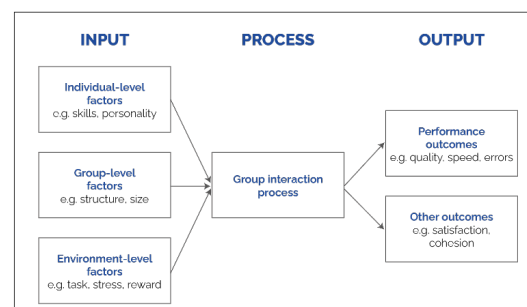 INPUT
PROCESS
OUTPUT
Individual-level
factors
e.g. skills, personality
Group-level
factors
e.g. structure, size
Environment-level
factors
e.g. task, stress, reward
Group interaction
process
Performance
outcomes
e.g. quality, speed, errors
Other outcomes
e.g. satisfaction,
cohesion